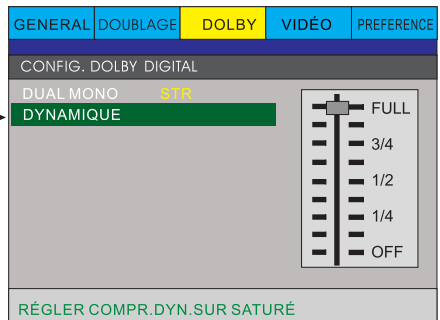 GENERAL DOUBLAGE DOLBY VIDÉO PREFERENCE
CONFIG. DOLBY DIGITAL
DUAL MONO STR
DYNAMIQUE
FULL
3/4
1/2
1/4
OFF
RÉGLER COMPR.DYN.SUR SATURÉ